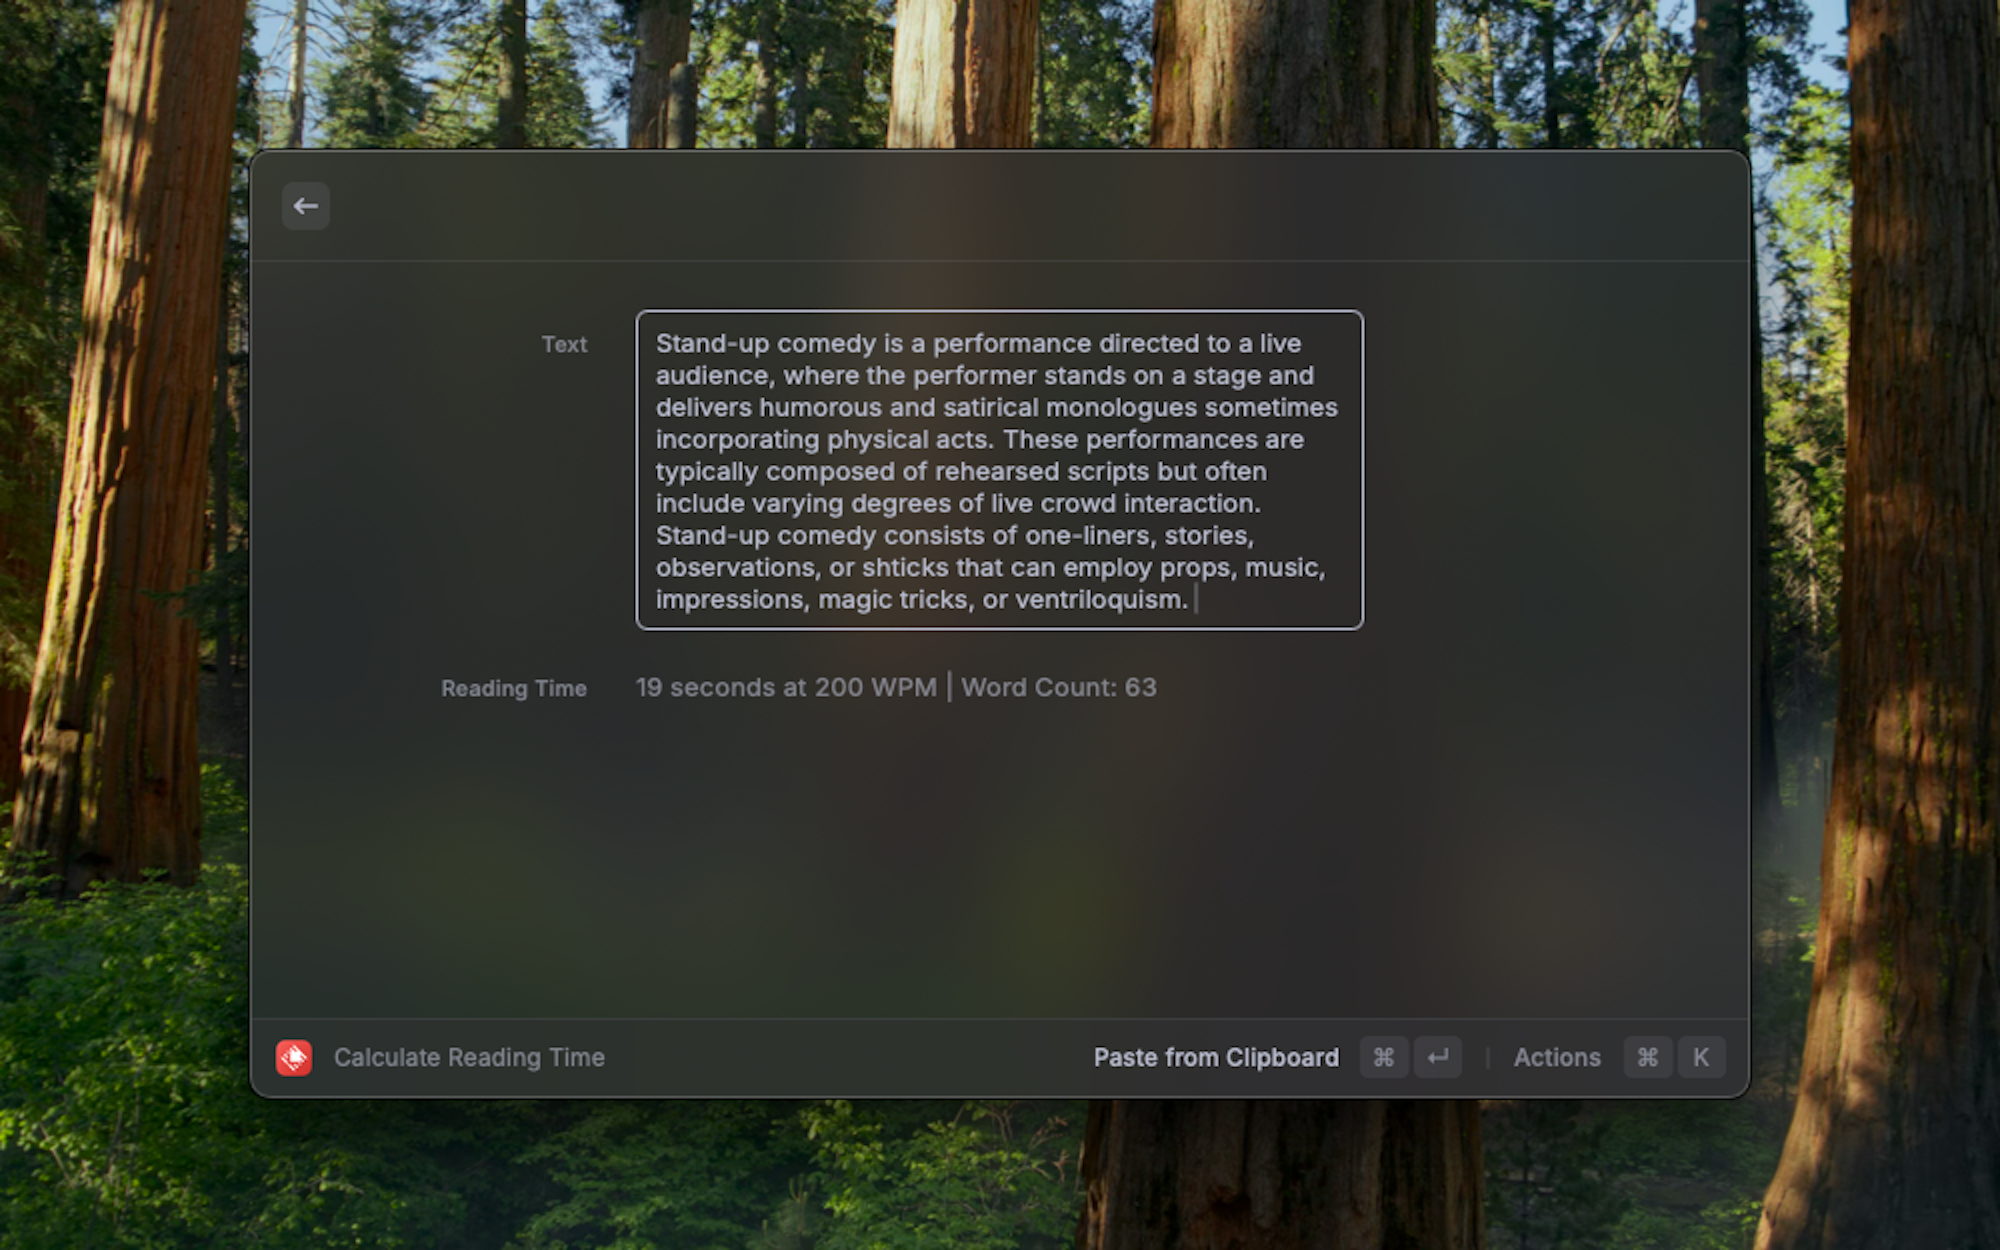 Text
Stand-up comedy is a performance directed to a live
audience, where the performer stands on a stage and
delivers humorous and satirical monologues sometimes
incorporating physical acts. These performances are
typically composed of rehearsed scripts but often
include varying degrees of live crowd interaction.
Stand-up comedy consists of one-liners, stories,
observations, or shticks that can employ props, music,
impressions, magic tricks, or ventriloquism.
Reading Time
19 seconds at 200 WPM | Word Count: 63
Calculate Reading Time
Paste from Clipboard ⌘ ↵
Actions ⌘ K